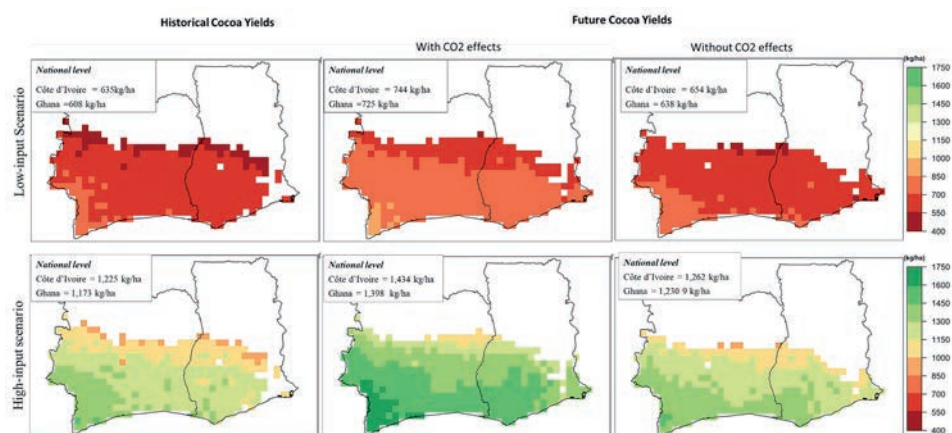 Historical Cocoa Yields
Future Cocoa Yields
With CO2 effects
Without CO2 effects
Low-input Scenario
National level
Côte d'Ivoire = 635kg/ha
Ghana =608 kg/ha
National level
Côte d'Ivoire = 744 kg/ha
Ghana =725 kg/ha
National level
Côte d'Ivoire = 654 kg/ha
Ghana = 638 kg/ha
(kg/ha)
1750
1600
1450
1300
1150
1000
850
700
550
400
High-input scenario
National level
Côte d'Ivoire = 1,225 kg/ha
Ghana = 1,173 kg/ha
National level
Côte d'Ivoire = 1,434 kg/ha
Ghana = 1,398 kg/ha
National level
Côte d'Ivoire = 1,262 kg/ha
Ghana = 1,230 9 kg/ha
(kg/ha)
1750
1600
1450
1300
1150
1000
850
700
550
400